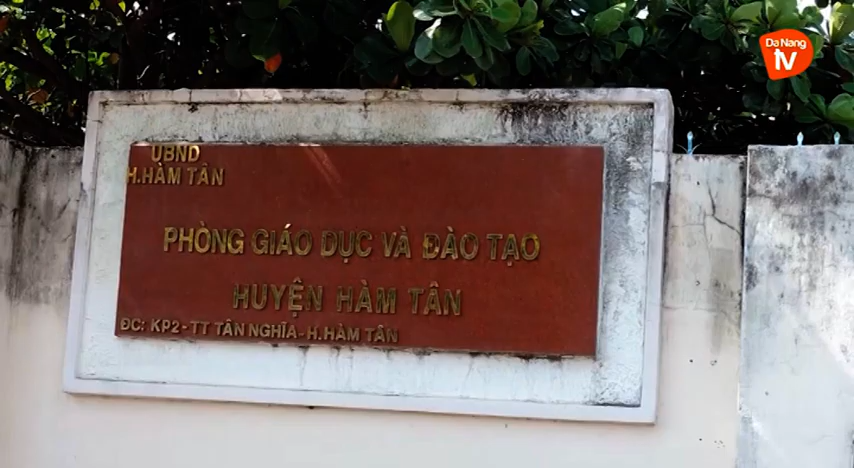 Da Nang
tv
UBND
H.HÀM TÂN
PHÒNG GIÁO DỤC VÀ ĐÀO TẠO
HUYỆN HÀM TÂN
ĐC: KP2 - TT TÂN NGHĨA - H.HÀM TÂN